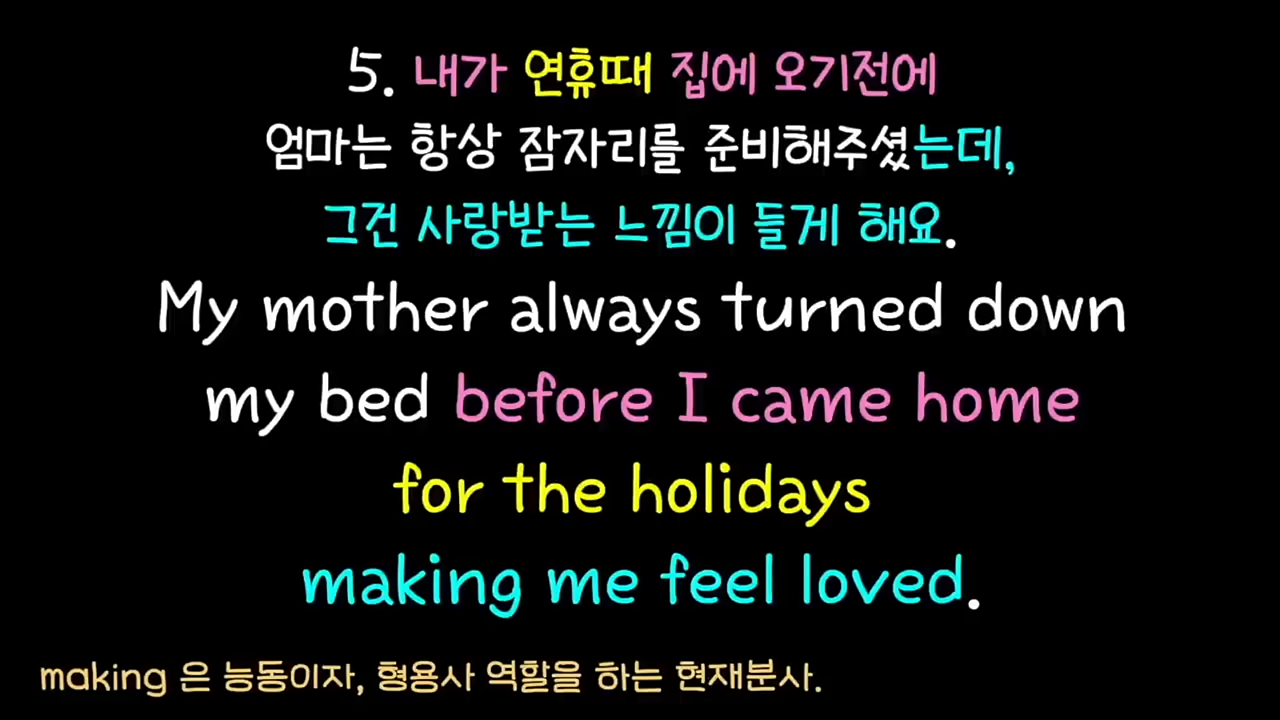 5. 내가 연휴때 집에 오기전에
엄마는 항상 잠자리를 준비해주셨는데,
그건 사랑받는 느낌이 들게 해요.
My mother always turned down
my bed before I came home
for the holidays
making me feel loved.
making 은 능동이자, 형용사 역할을 하는 현재분사.